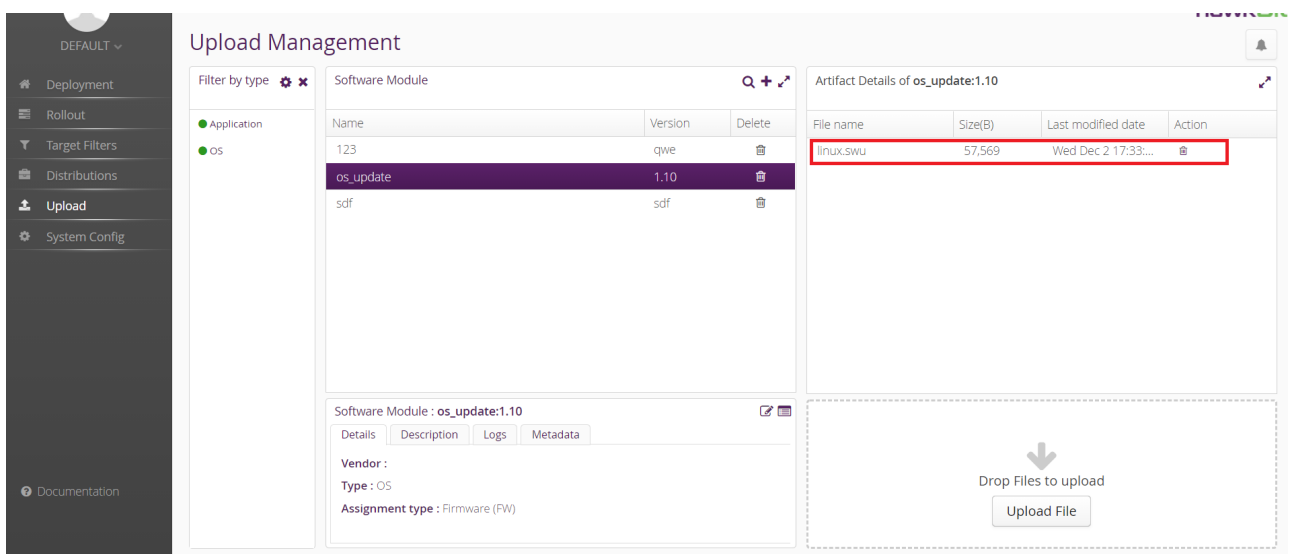 DEFAULT
Deployment
Rollout
Target Filters
Distributions
Upload
System Config
Documentation
Upload Management
Filter by type
Application
OS
Software Module
Name Version Delete
123 qwe
os_update 1.10
sdf sdf
Software Module : os_update:1.10
Details Description Logs Metadata
Vendor :
Type : OS
Assignment type : Firmware (FW)
Artifact Details of os_update:1.10
File name Size(B) Last modified date Action
linux.swu 57,569 Wed Dec 2 17:33:...
Drop Files to upload
Upload File